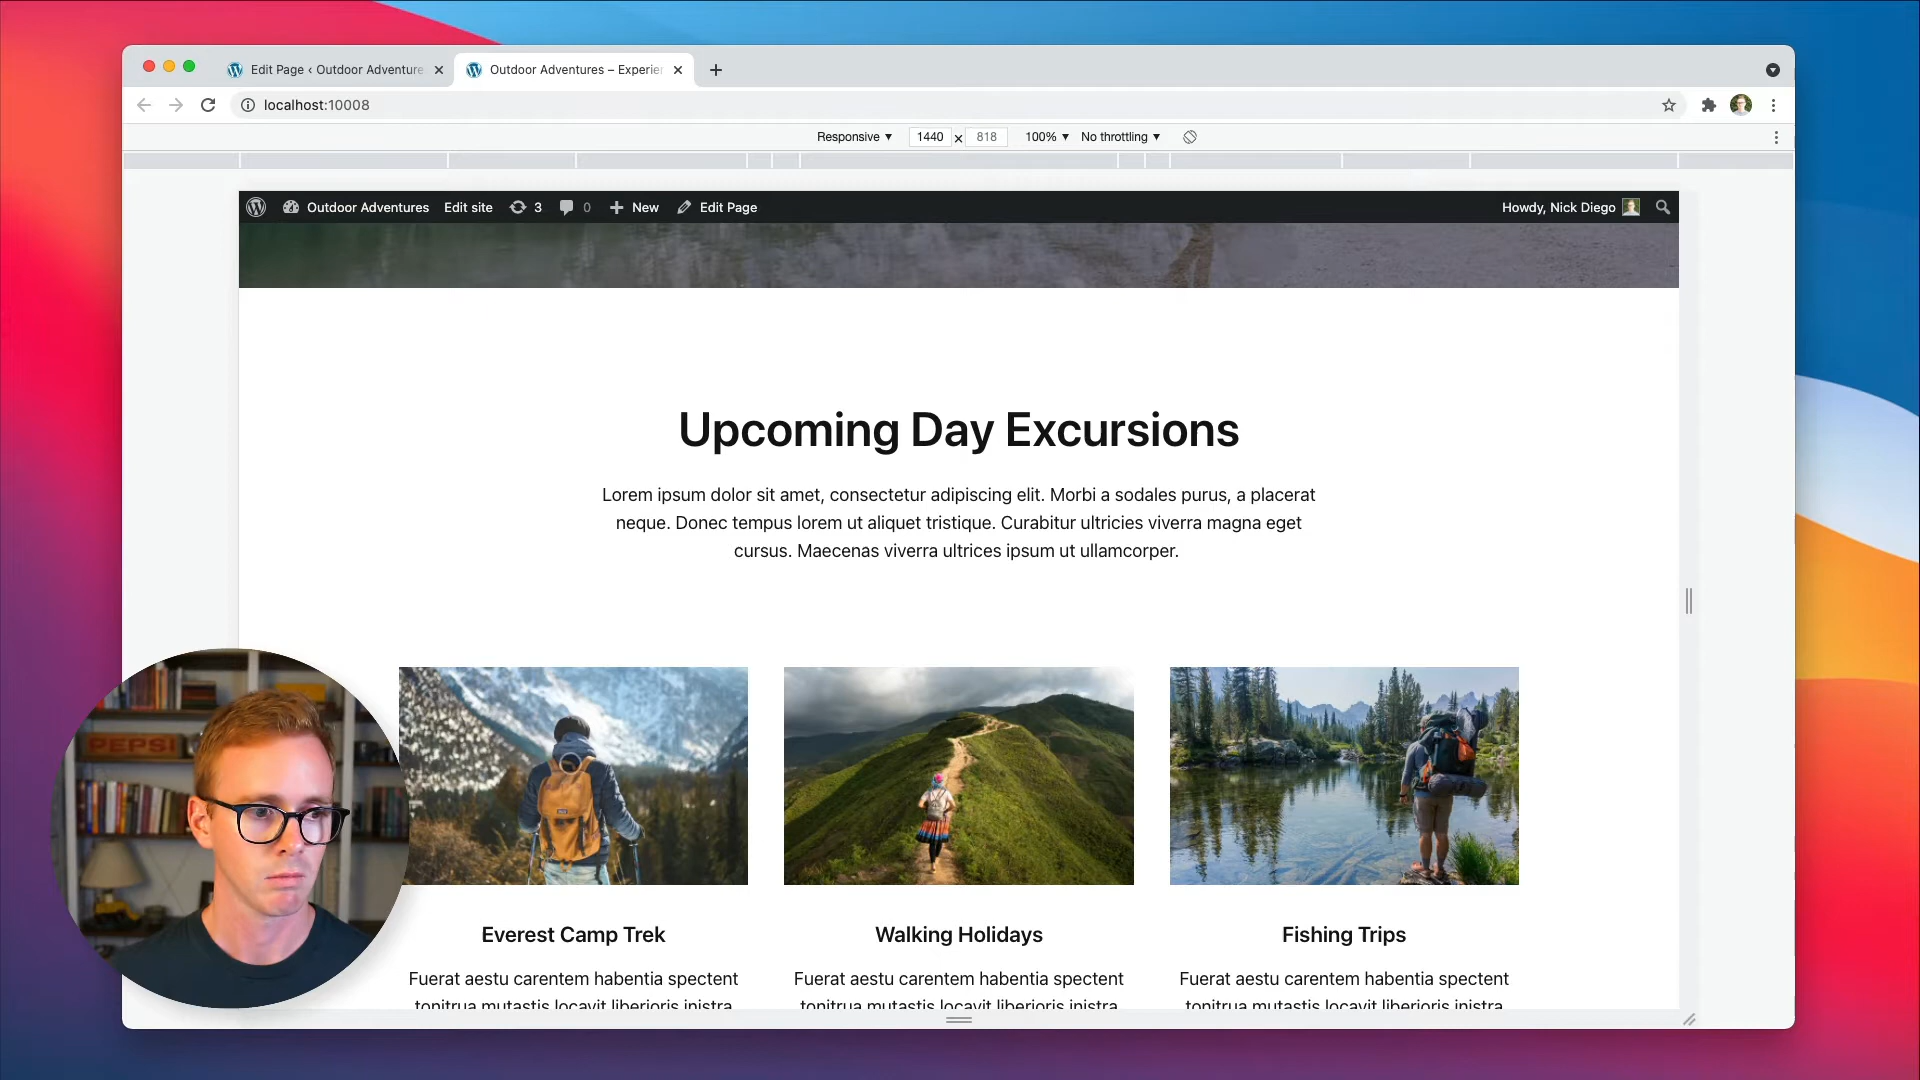 Edit Page ‹ Outdoor Adventure
Outdoor Adventures – Experien
localhost:10008
Responsive ▼ 1440 × 818 100% ▼ No throttling ▼
Outdoor Adventures Edit site 3 0 New Edit Page Howdy, Nick Diego
Upcoming Day Excursions
Lorem ipsum dolor sit amet, consectetur adipiscing elit. Morbi a sodales purus, a placerat
neque. Donec tempus lorem ut aliquet tristique. Curabitur ultricies viverra magna eget
cursus. Maecenas viverra ultrices ipsum ut ullamcorper.
PEPSI
Everest Camp Trek
Walking Holidays
Fishing Trips
Fuerat aestu carentem habentia spectent
tonitrua mutastis locavit liberioris inistra
Fuerat aestu carentem habentia spectent
tonitrua mutastis locavit liberioris inistra
Fuerat aestu carentem habentia spectent
tonitrua mutastis locavit liberioris inistra